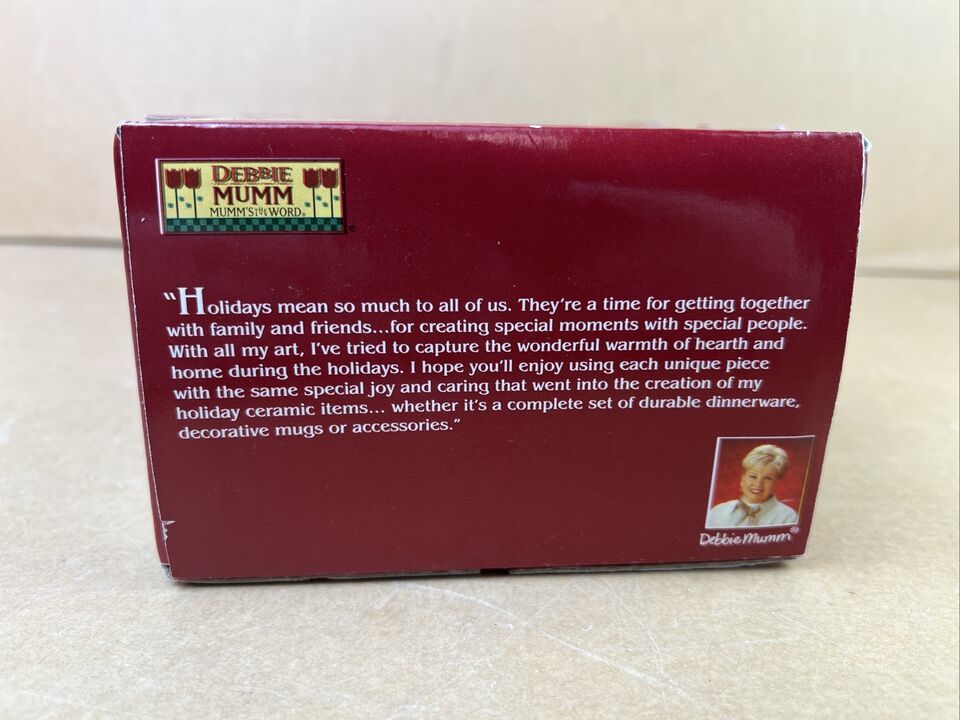 DEBBIE
MUMM
MUMM'S THE WORD®
"Holidays mean so much to all of us. They're a time for getting together
with family and friends...for creating special moments with special people.
With all my art, I've tried to capture the wonderful warmth of hearth and
home during the holidays. I hope you'll enjoy using each unique piece
with the same special joy and caring that went into the creation of my
holiday ceramic items... whether it's a complete set of durable dinnerware,
decorative mugs or accessories."
Debbie Mumm®